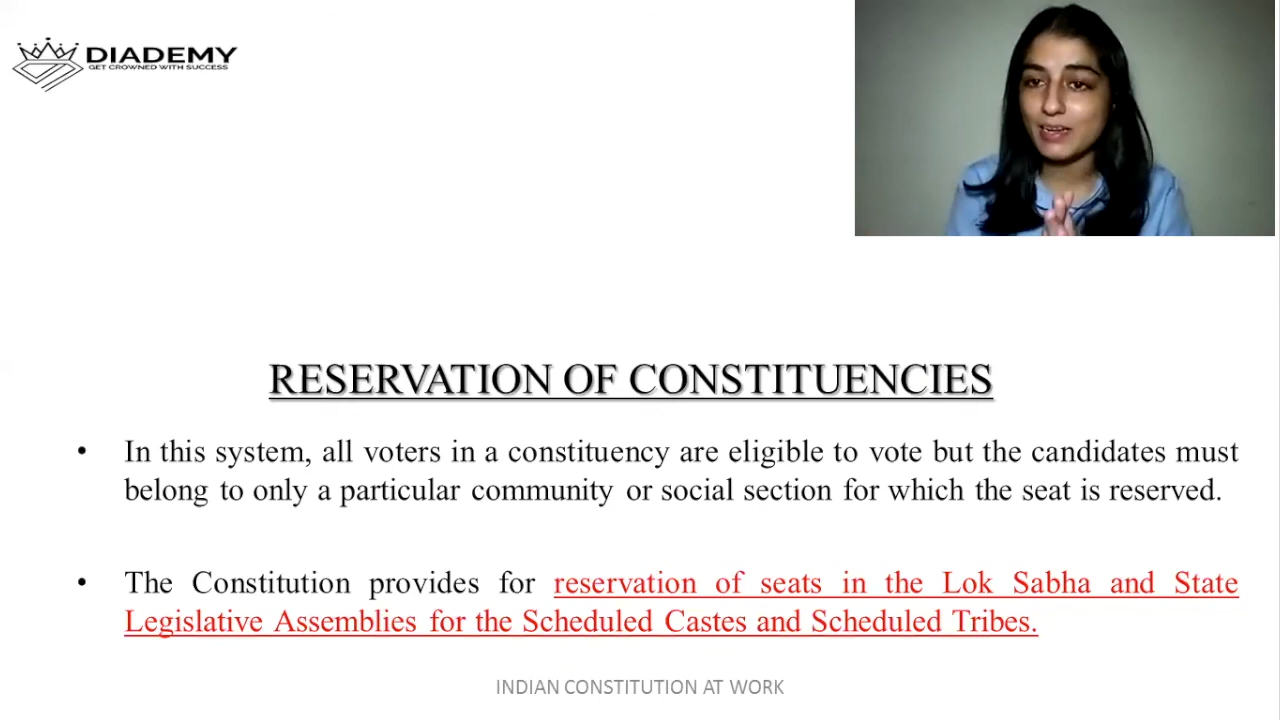 DIADEMY
GET CROWNED WITH SUCCESS
RESERVATION OF CONSTITUENCIES
• In this system, all voters in a constituency are eligible to vote but the candidates must
belong to only a particular community or social section for which the seat is reserved.
• The Constitution provides for reservation of seats in the Lok Sabha and State
Legislative Assemblies for the Scheduled Castes and Scheduled Tribes.
INDIAN CONSTITUTION AT WORK